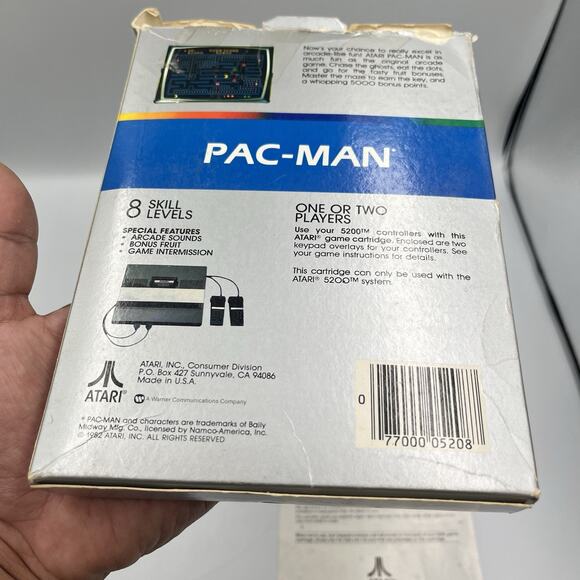 Now's your chance to really excel in
arcade-like fun! ATARI PAC-MAN is as
much fun as the original arcade
game. Chase the ghosts, eat the dots,
and go for the tasty fruit bonuses.
Master the maze to earn the key, and
a whopping 5000 bonus points.
PAC-MAN
8 SKILL
LEVELS
SPECIAL FEATURES
• ARCADE SOUNDS
• BONUS FRUIT
• GAME INTERMISSION
ONE OR TWO
PLAYERS
Use your 5200™ controllers with this
ATARI® game cartridge. Enclosed are two
keypad overlays for your controllers. See
your game instructions for details.
This cartridge can only be used with the
ATARI® 5200™ system.
ATARI, INC., Consumer Division
P.O. Box 427 Sunnyvale, CA 94086
Made in U.S.A.
ATARI®
A Warner Communications Company
* PAC-MAN and characters are trademarks of Bally
Midway Mfg. Co., licensed by Namco-America, Inc.
© 1982 ATARI, INC. ALL RIGHTS RESERVED
0
77000 05208
ATARI